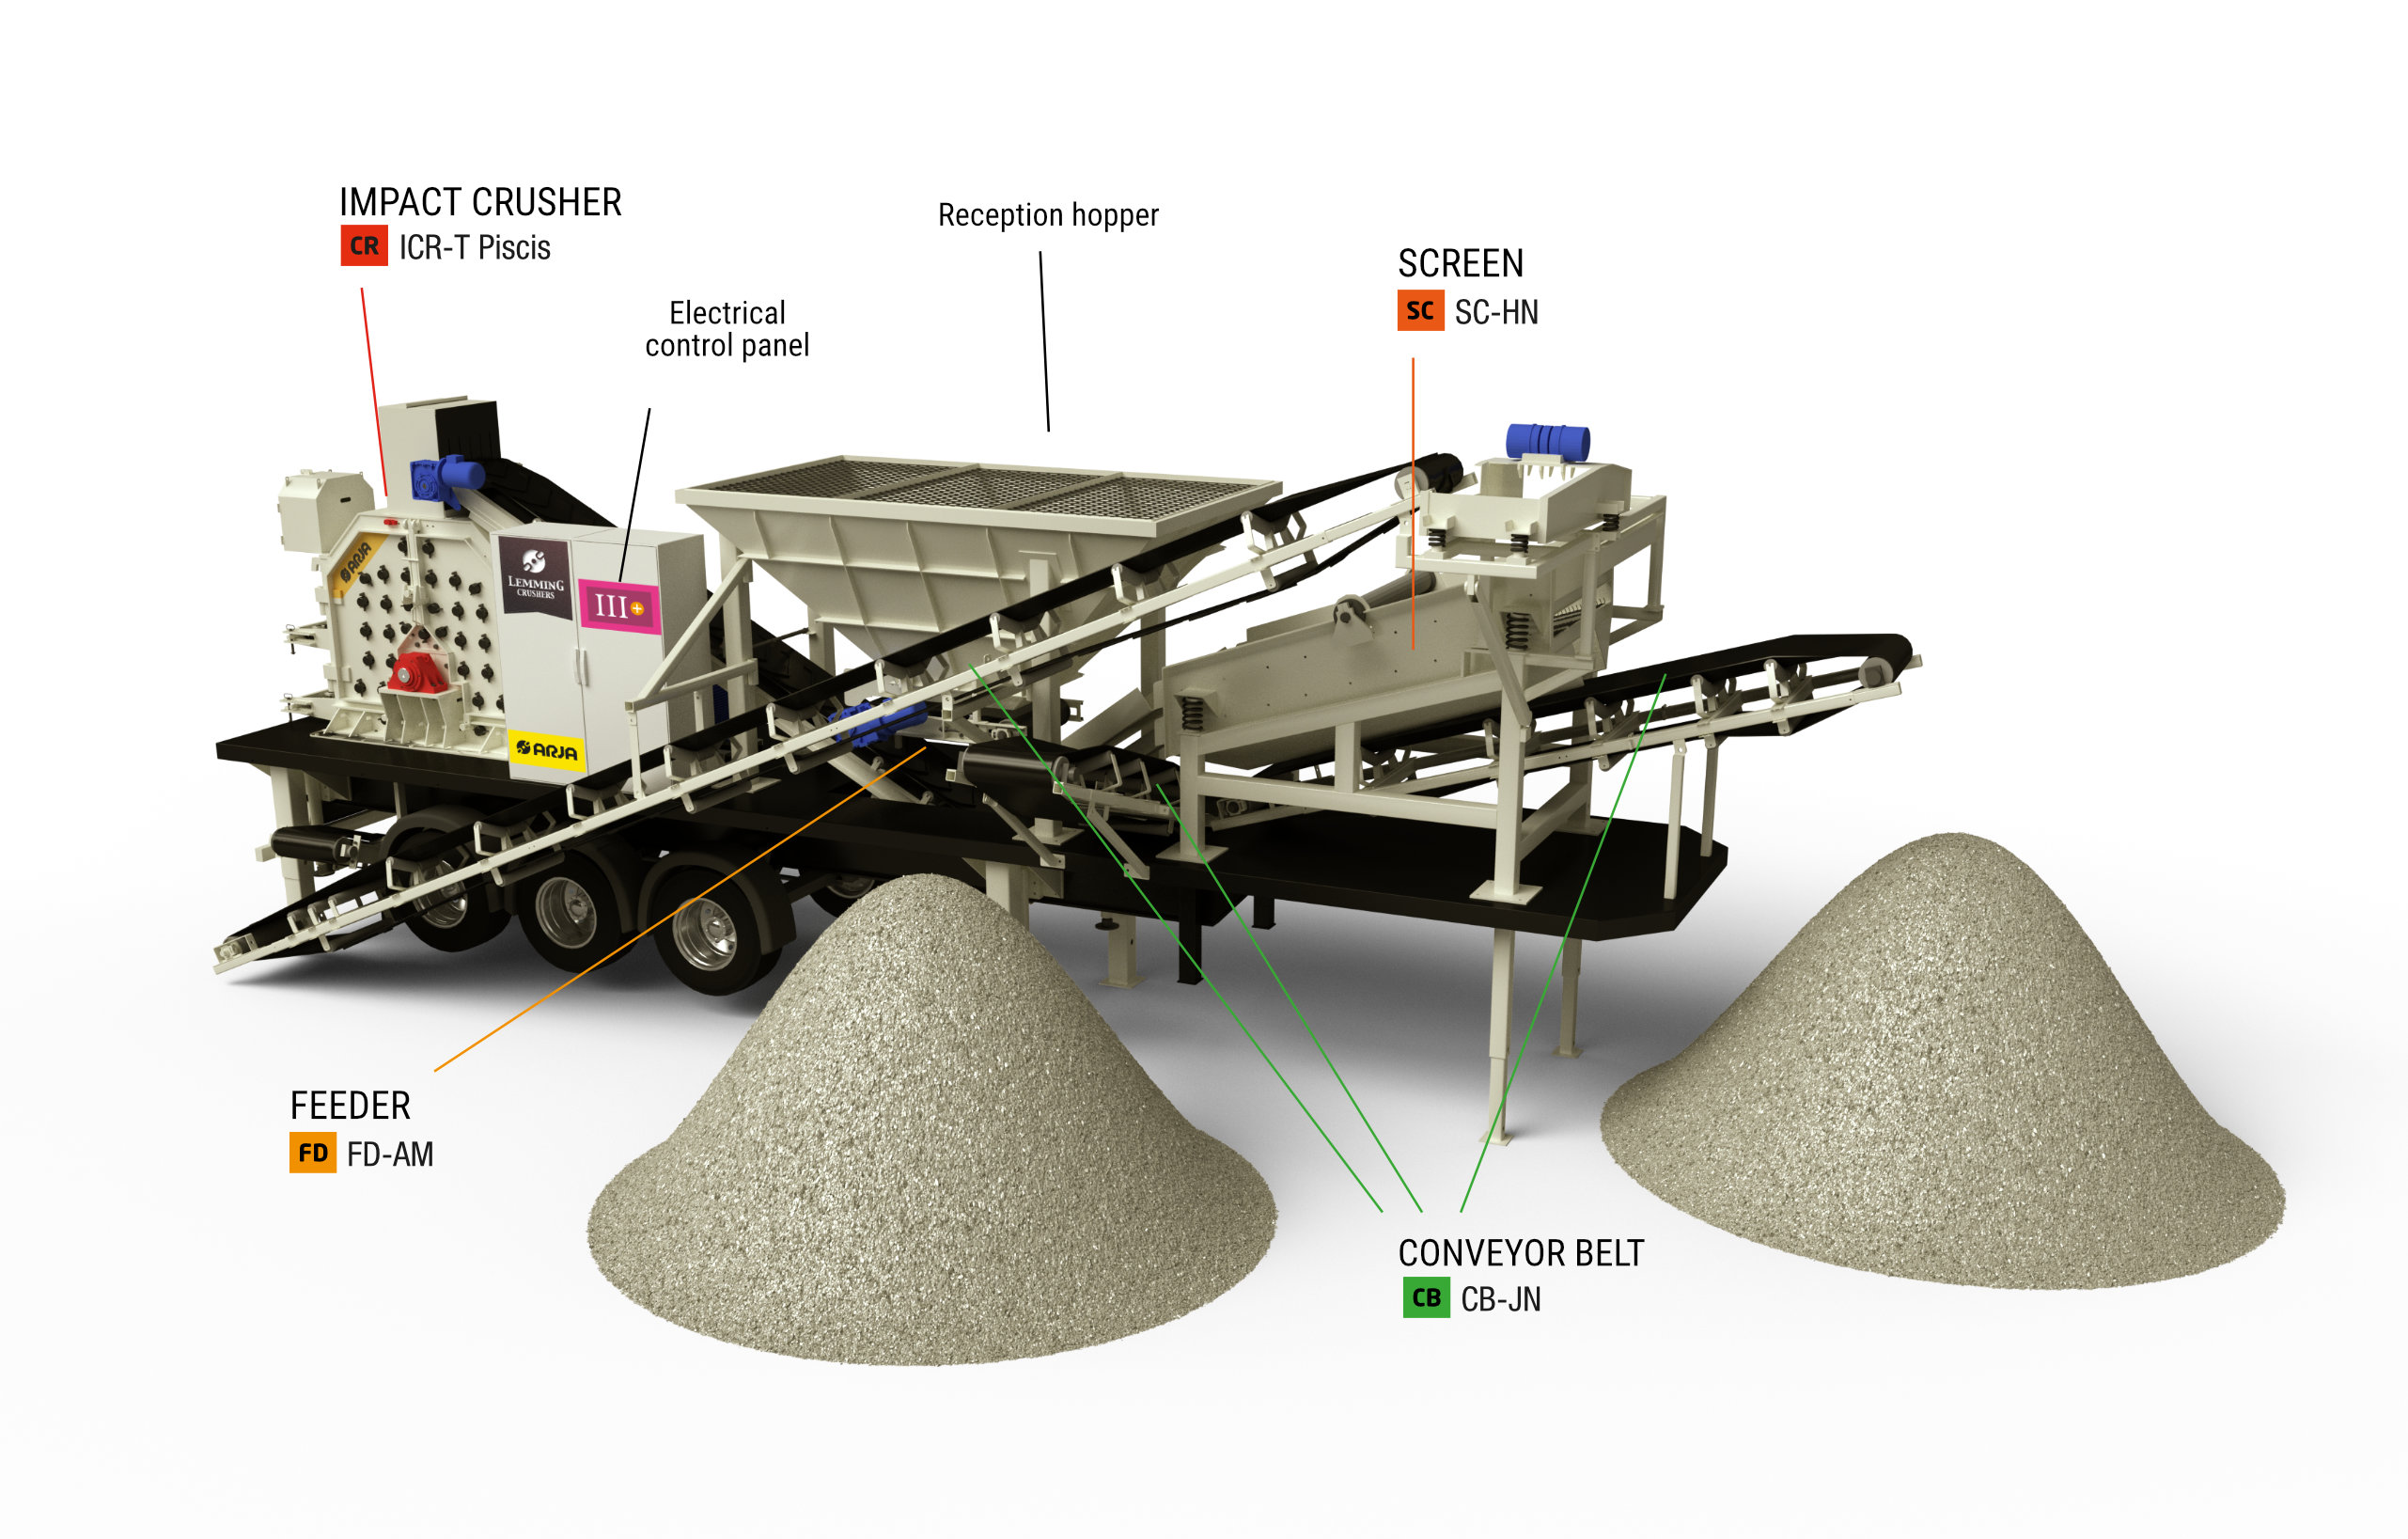 IMPACT CRUSHER
CR ICR-T Piscis
Electrical
control panel
Reception hopper
SCREEN
SC SC-HN
ARJA
LEMMING
CRUSHERS
III+
ARJA
FEEDER
FD FD-AM
CONVEYOR BELT
CB CB-JN